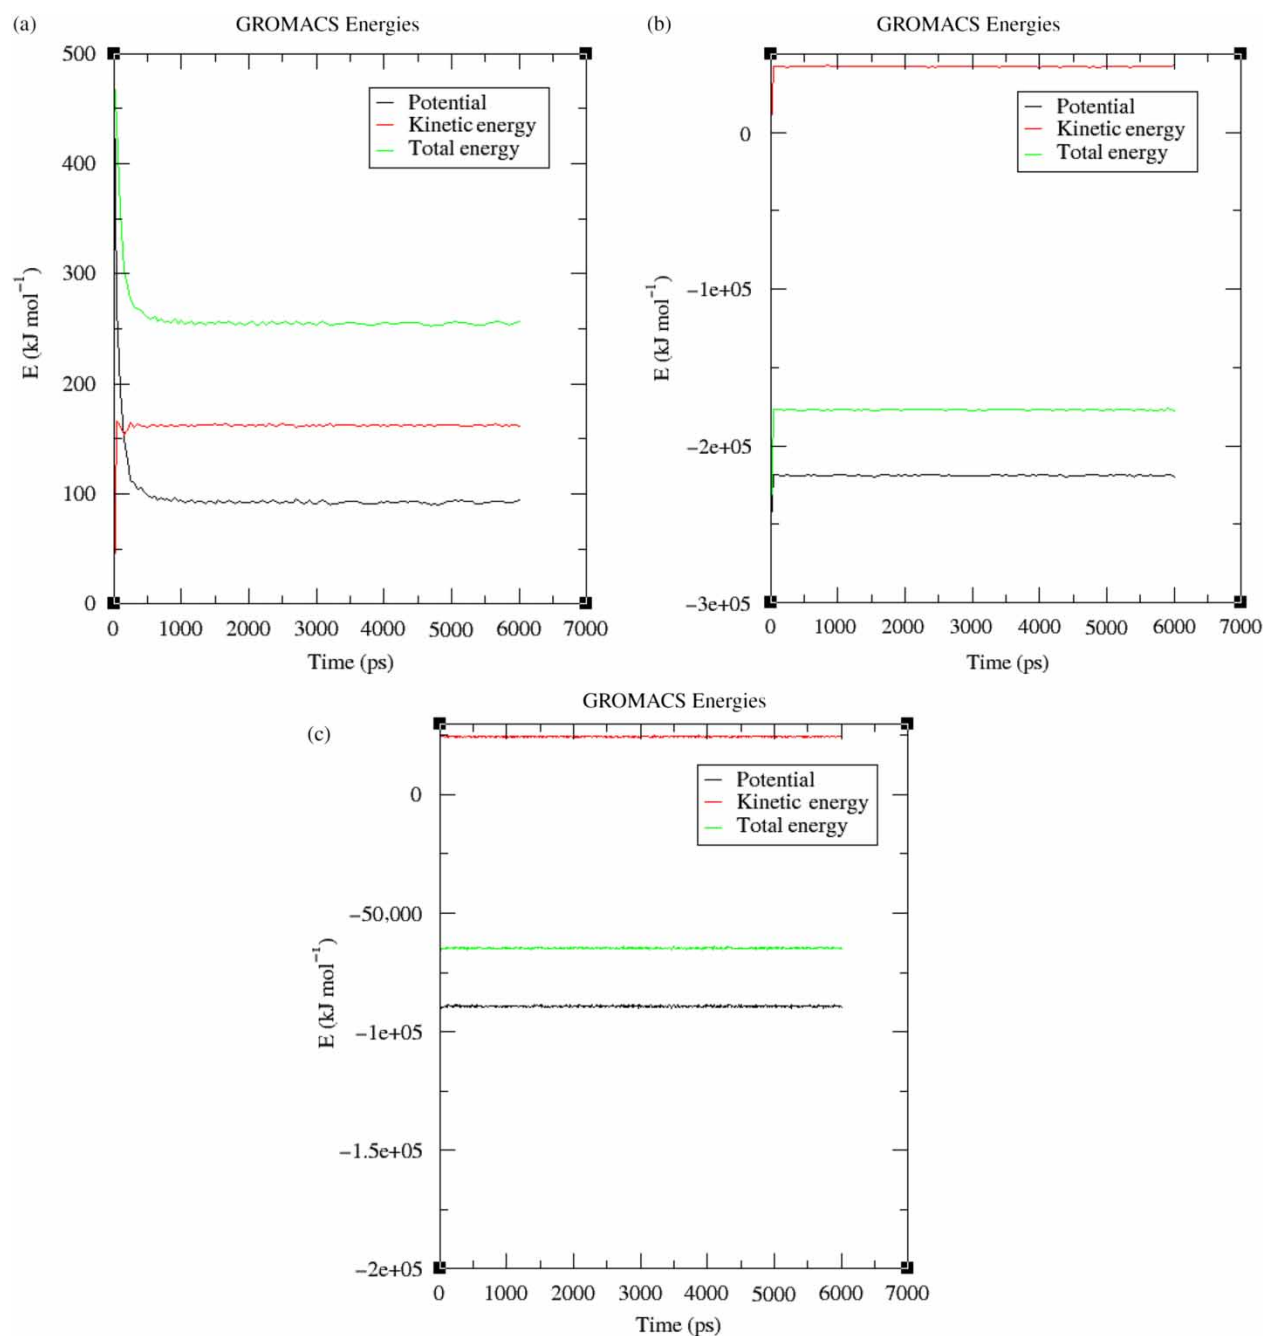 (a)
GROMACS Energies
500
400
300
200
100
0
E (kJ mol⁻¹)
Potential
Kinetic energy
Total energy
0 1000 2000 3000 4000 5000 6000 7000
Time (ps)
(b)
GROMACS Energies
0
−1e+05
−2e+05
−3e+05
E (kJ mol⁻¹)
Potential
Kinetic energy
Total energy
0 1000 2000 3000 4000 5000 6000 7000
Time (ps)
(c)
GROMACS Energies
0
−50,000
−1e+05
−1.5e+05
−2e+05
E (kJ mol⁻¹)
Potential
Kinetic energy
Total energy
0 1000 2000 3000 4000 5000 6000 7000
Time (ps)